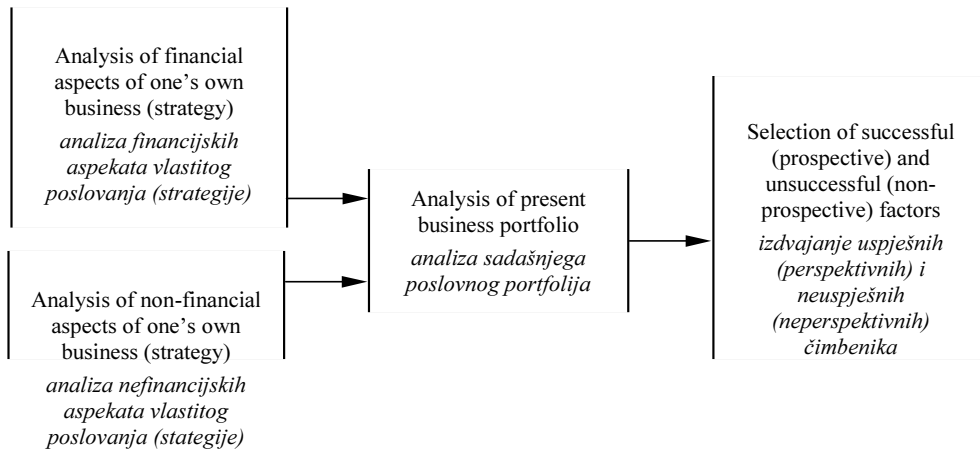 Analysis of financial
aspects of one’s own
business (strategy)
analiza financijskih
aspekata vlastitog
poslovanja (strategije)
Analysis of non-financial
aspects of one’s own
business (strategy)
analiza nefinancijskih
aspekata vlastitog
poslovanja (stategije)
Analysis of present
business portfolio
analiza sadašnjega
poslovnog portfolija
Selection of successful
(prospective) and
unsuccessful (non-
prospective) factors
izdvajanje uspješnih
(perspektivnih) i
neuspješnih
(neperspektivnih)
čimbenika